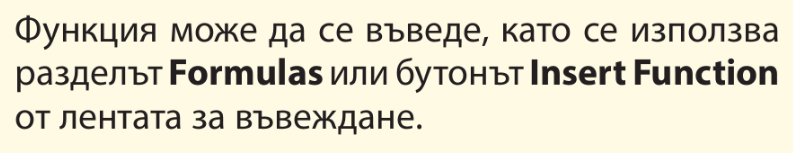 Функция може да се въведе, като се използва
разделът Formulas или бутонът Insert Function
от лентата за въвеждане.